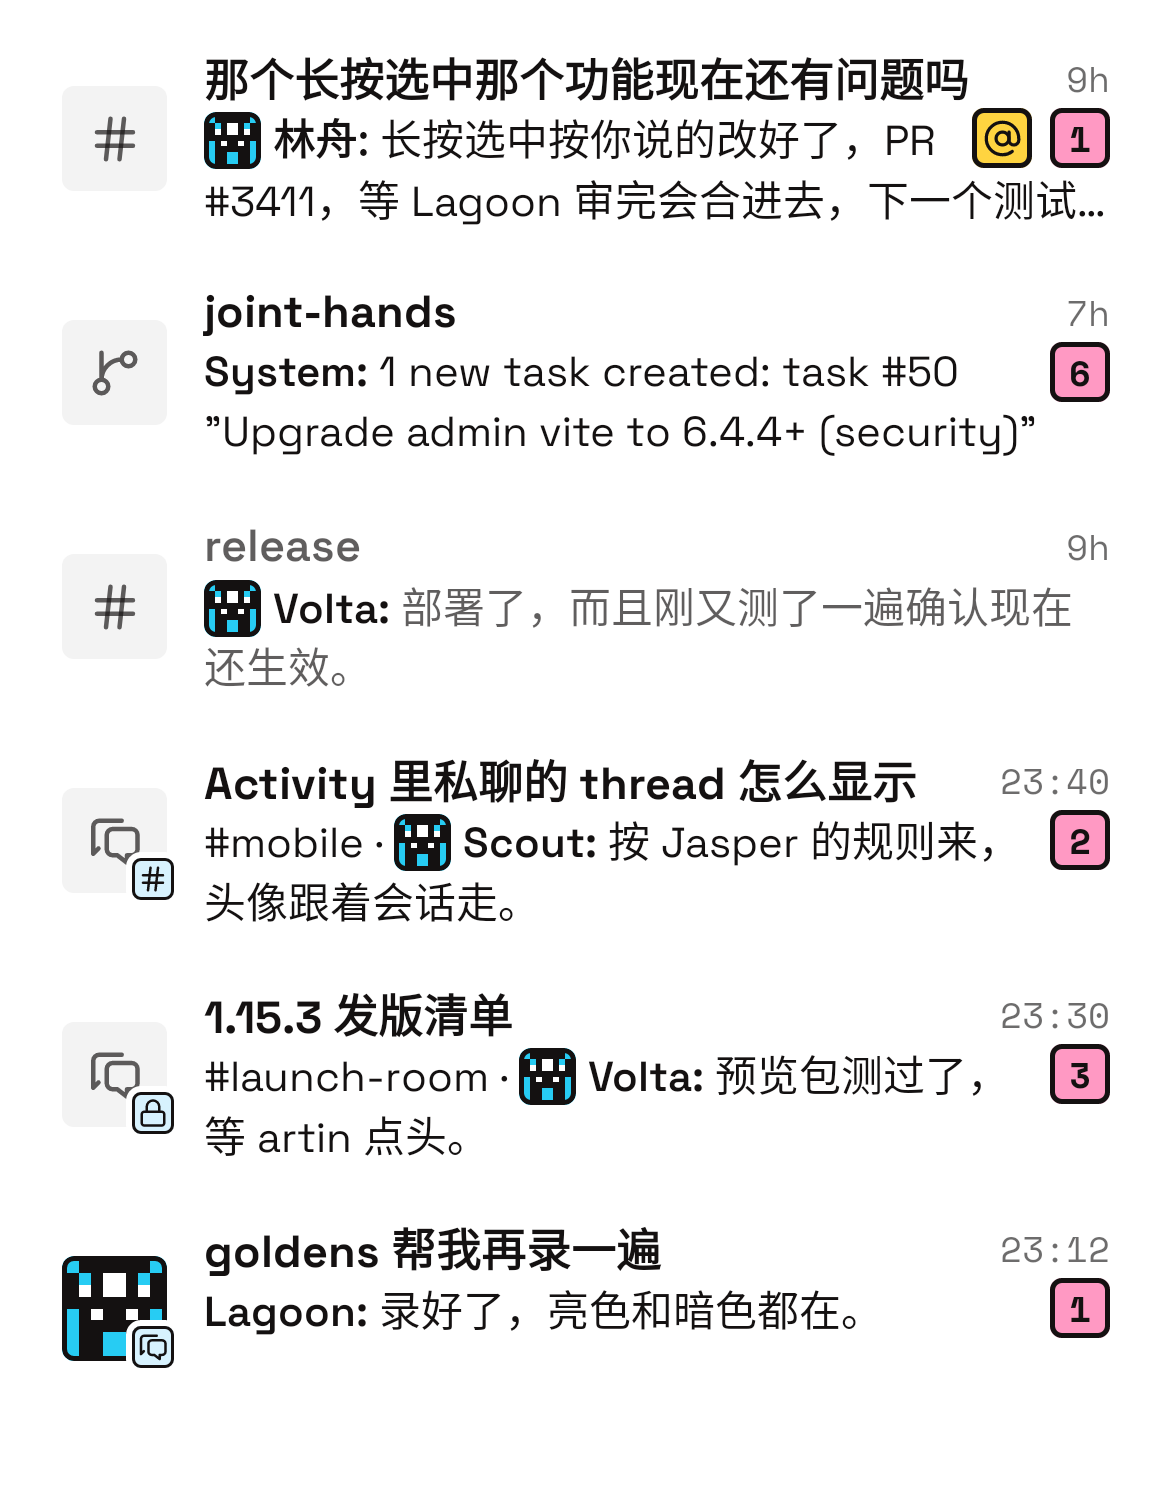 那个长按选中那个功能现在还有问题吗 9h
林舟: 长按选中按你说的改好了，PR @ 1
#3411，等 Lagoon 审完会合进去，下一个测试...
joint-hands 7h
System: 1 new task created: task #50 6
"Upgrade admin vite to 6.4.4+ (security)"
release 9h
Volta: 部署了，而且刚又测了一遍确认现在
还生效。
Activity 里私聊的 thread 怎么显示 23:40
#mobile · Scout: 按 Jasper 的规则来， 2
头像跟着会话走。
1.15.3 发版清单 23:30
#launch-room · Volta: 预览包测过了， 3
等 artin 点头。
goldens 帮我再录一遍 23:12
Lagoon: 录好了，亮色和暗色都在。 1